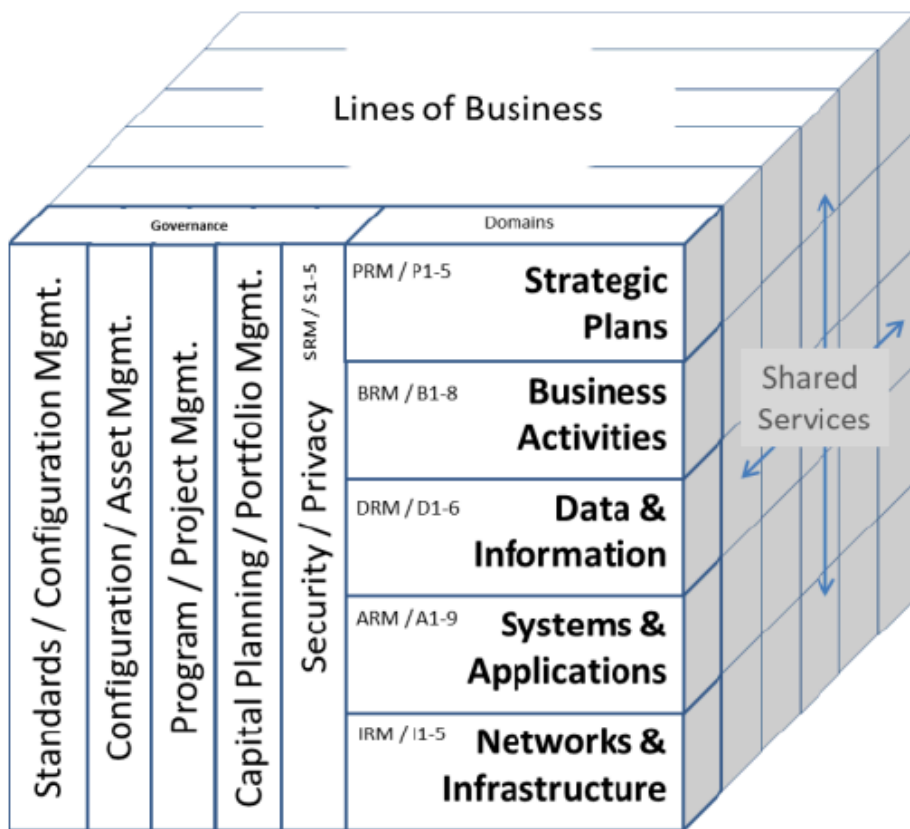 Lines of Business
Governance
Domains
Standards / Configuration Mgmt.
Configuration / Asset Mgmt.
Program / Project Mgmt.
Capital Planning / Portfolio Mgmt.
Security / Privacy
SRM / S1-5
PRM / P1-5
Strategic
Plans
BRM / B1-8
Business
Activities
DRM / D1-6
Data &
Information
ARM / A1-9
Systems &
Applications
IRM / I1-5
Networks &
Infrastructure
Shared
Services